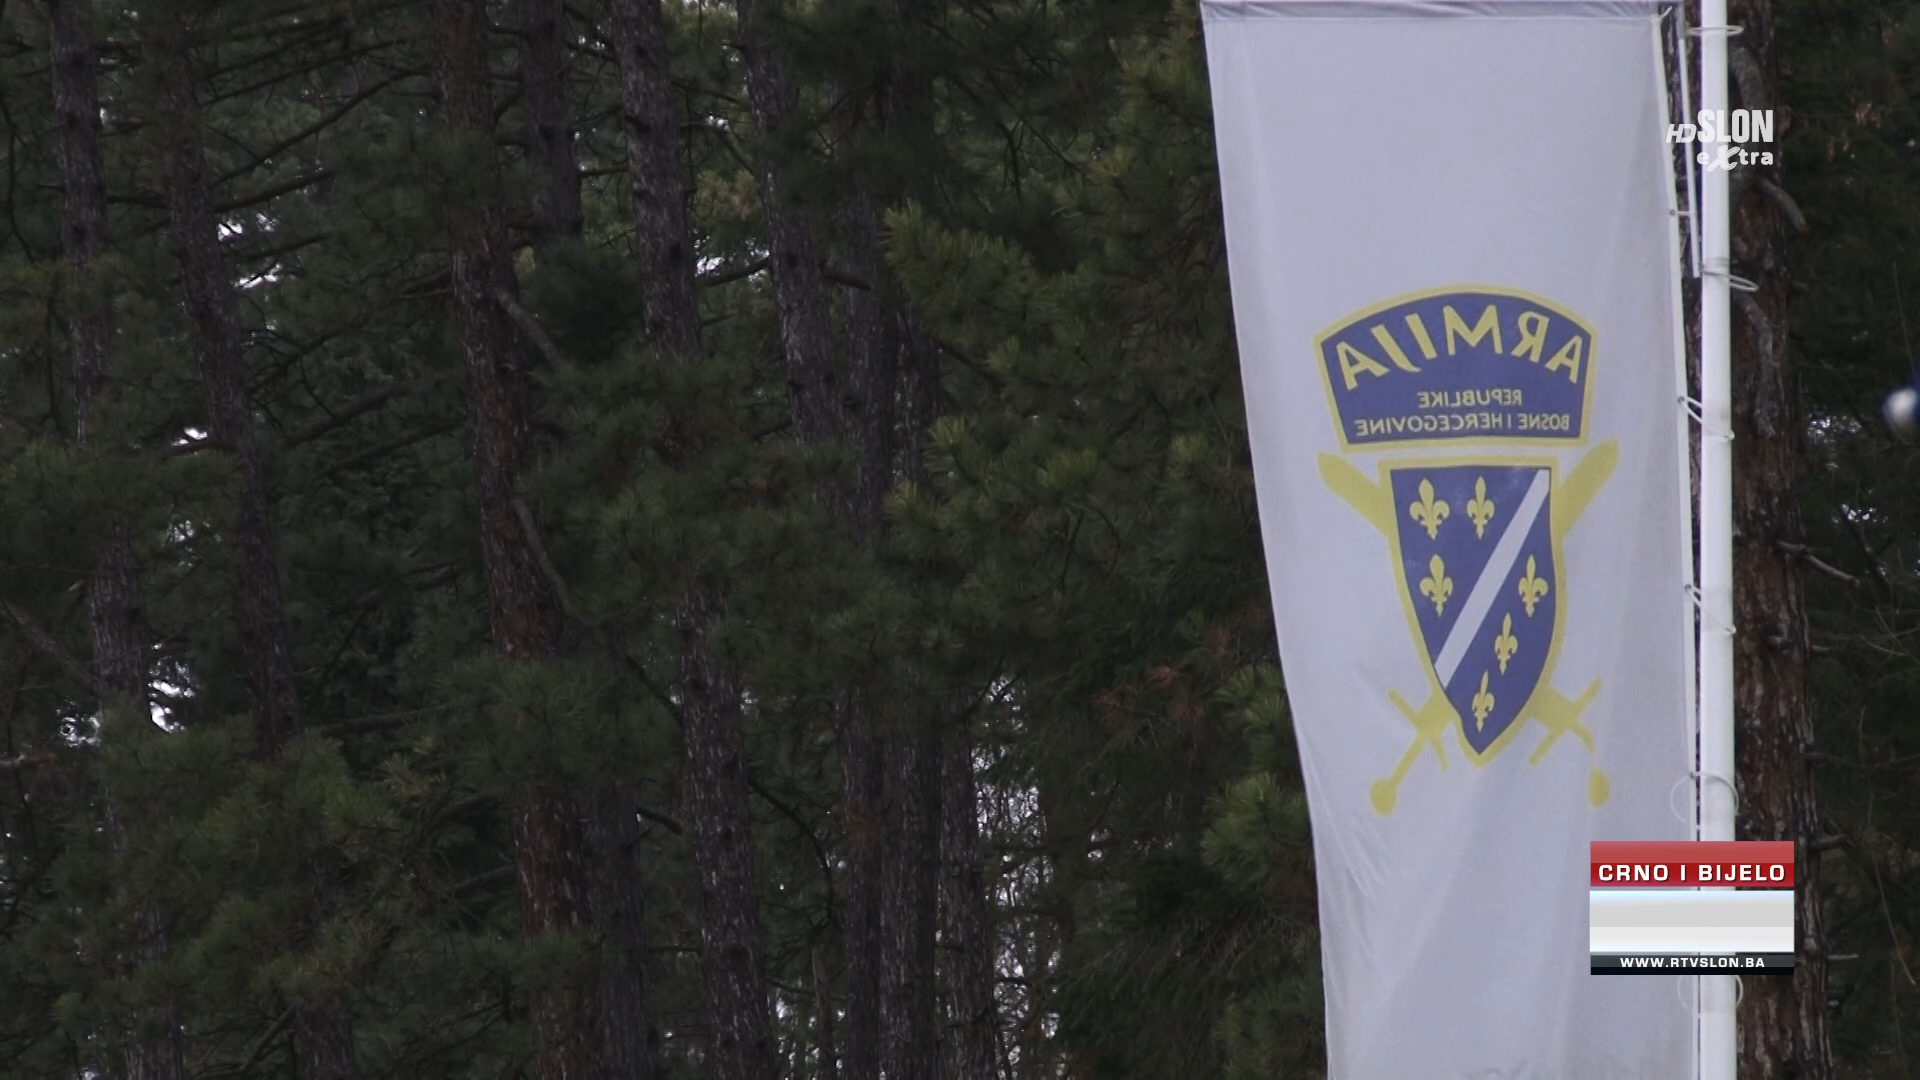 HD SLON
eXtra
ARMIJA
REPUBLIKE
BOSNE I HERCEGOVINE
CRNO I BIJELO
WWW.RTVSLON.BA